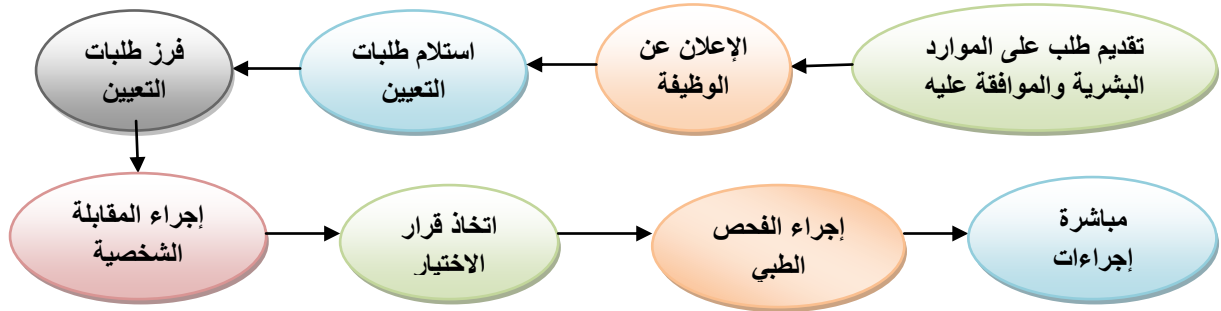 تقديم طلب على الموارد
البشرية والموافقة عليه
الإعلان عن
الوظيفة
استلام طلبات
التعيين
فرز طلبات
التعيين
إجراء المقابلة
الشخصية
اتخاذ قرار
الاختيار
إجراء الفحص
الطبي
مباشرة
إجراءات